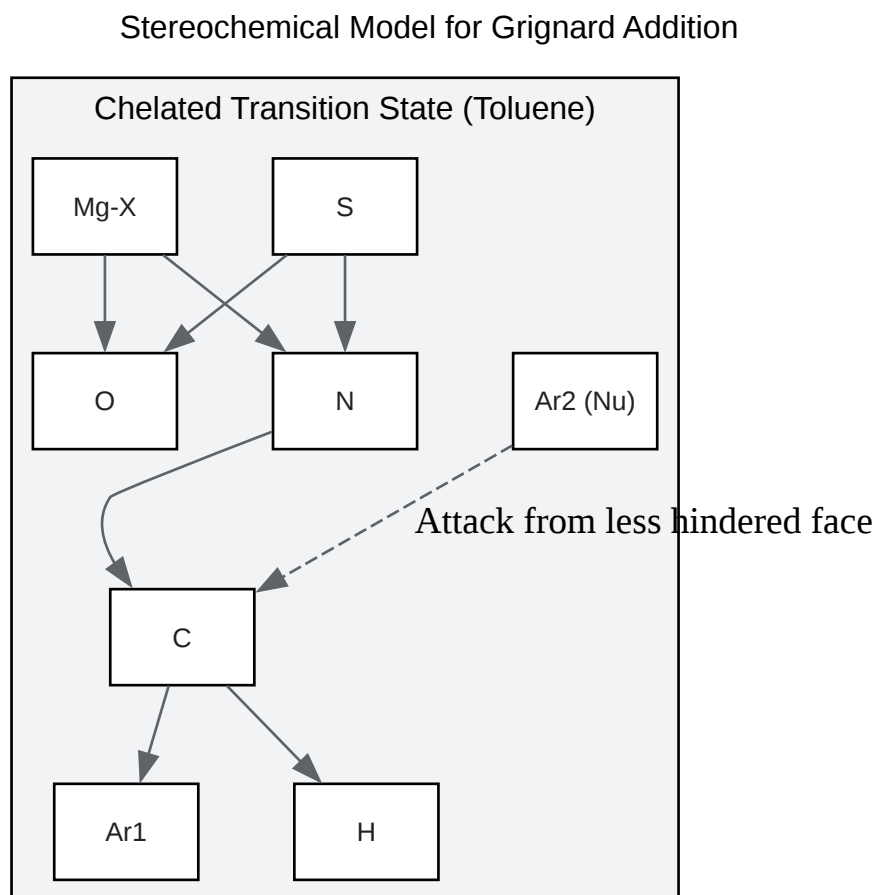 Stereochemical Model for Grignard Addition
Chelated Transition State (Toluene)
Mg-X
S
O
N
Ar2 (Nu)
Attack from less hindered face
C
Ar1
H